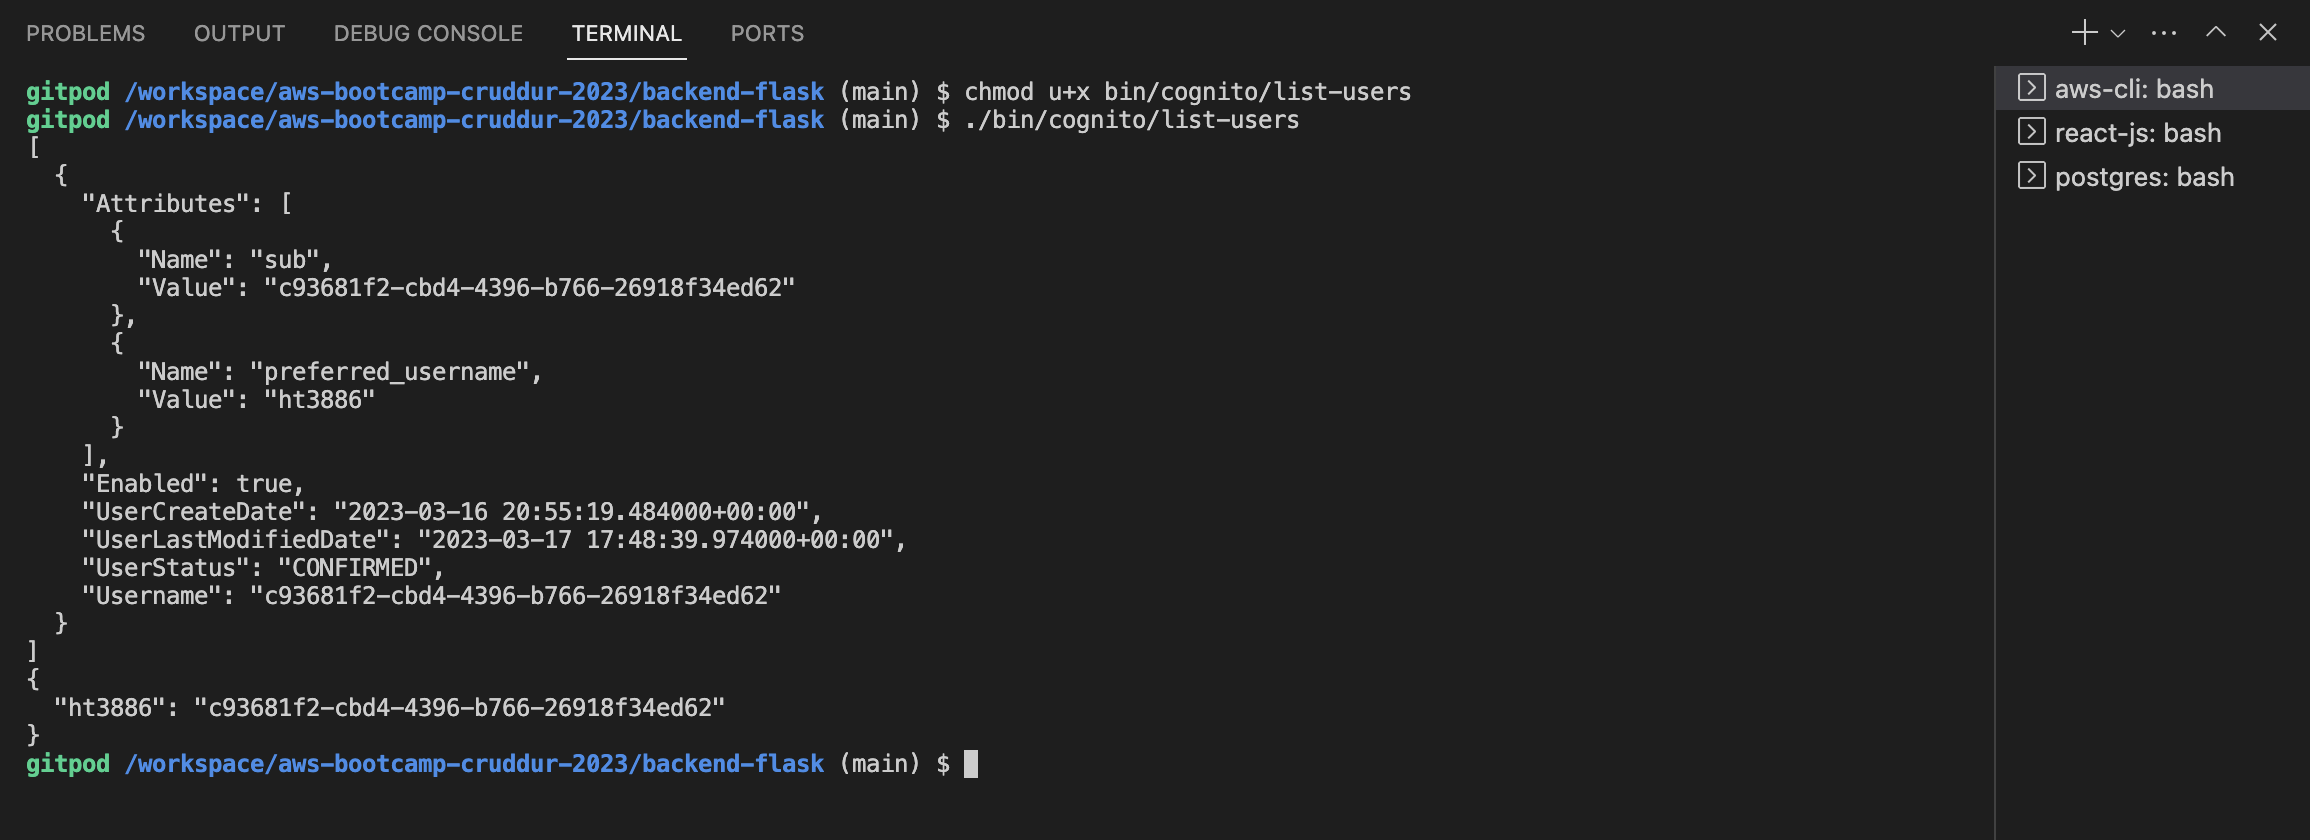 PROBLEMS OUTPUT DEBUG CONSOLE TERMINAL PORTS
gitpod /workspace/aws-bootcamp-cruddur-2023/backend-flask (main) $ chmod u+x bin/cognito/list-users
gitpod /workspace/aws-bootcamp-cruddur-2023/backend-flask (main) $ ./bin/cognito/list-users
[
  {
    "Attributes": [
      {
        "Name": "sub",
        "Value": "c93681f2-cbd4-4396-b766-26918f34ed62"
      },
      {
        "Name": "preferred_username",
        "Value": "ht3886"
      }
    ],
    "Enabled": true,
    "UserCreateDate": "2023-03-16 20:55:19.484000+00:00",
    "UserLastModifiedDate": "2023-03-17 17:48:39.974000+00:00",
    "UserStatus": "CONFIRMED",
    "Username": "c93681f2-cbd4-4396-b766-26918f34ed62"
  }
]
{
  "ht3886": "c93681f2-cbd4-4396-b766-26918f34ed62"
}
gitpod /workspace/aws-bootcamp-cruddur-2023/backend-flask (main) $
aws-cli: bash
react-js: bash
postgres: bash